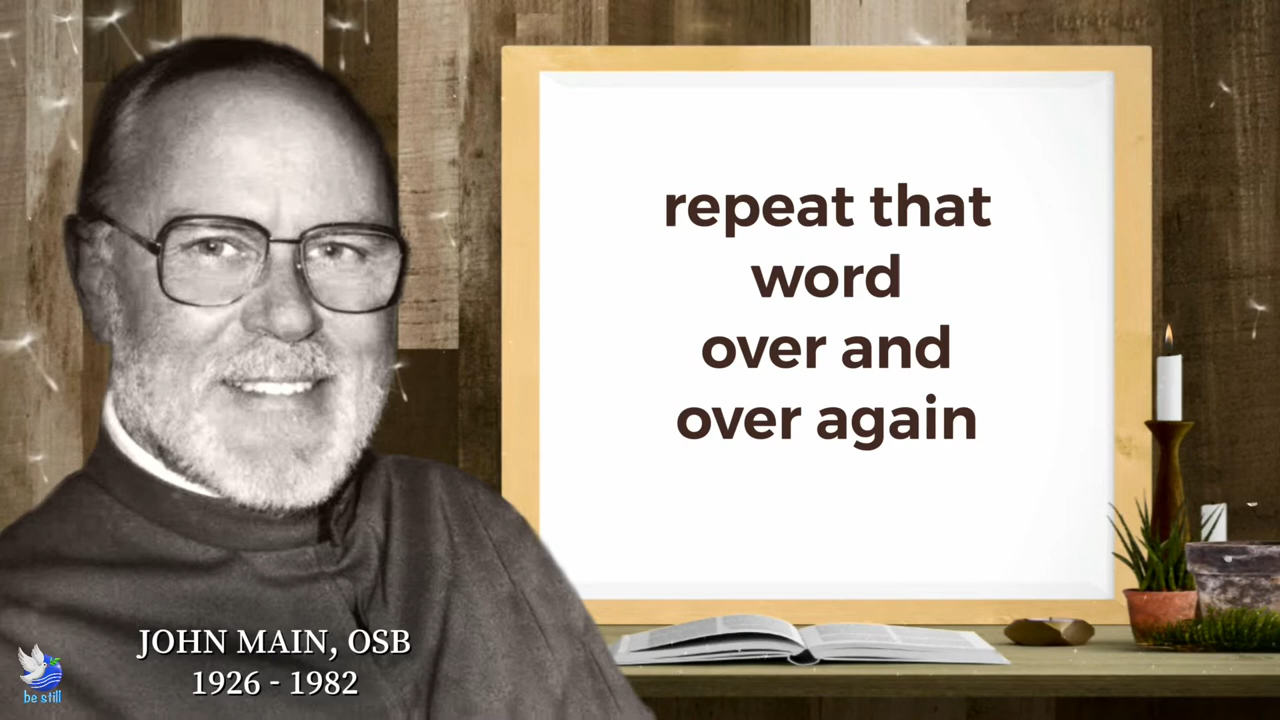 repeat that
word
over and
over again
JOHN MAIN, OSB
1926 - 1982
be still